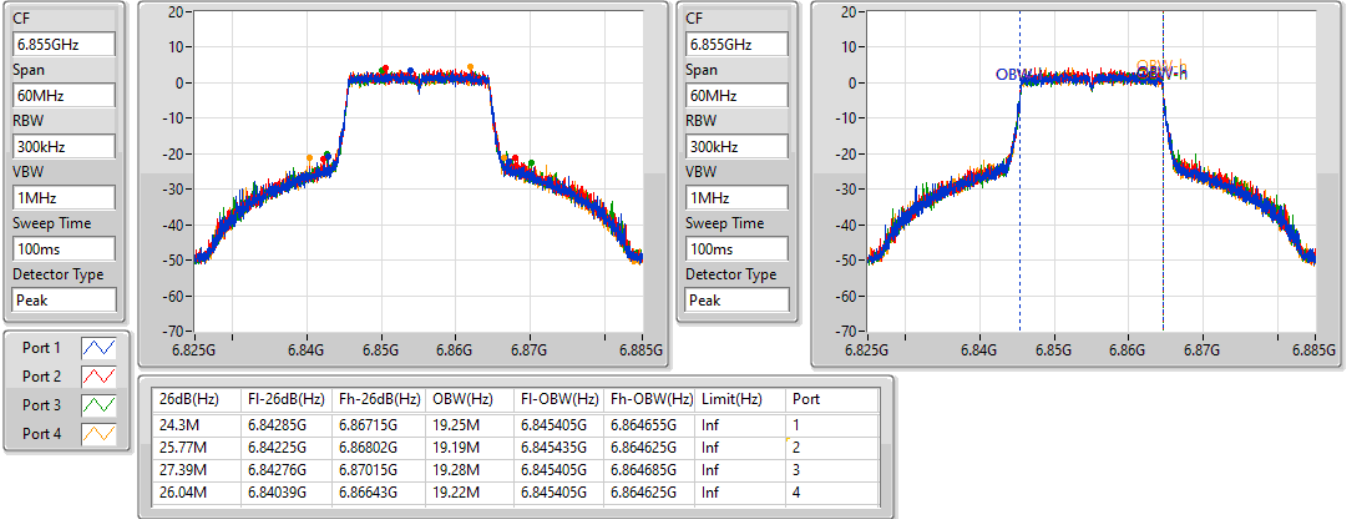 CF
6.855GHz
Span
60MHz
RBW
300kHz
VBW
1MHz
Sweep Time
100ms
Detector Type
Peak
20-
10-
0-
-10-
-20-
-30-
-40-
-50-
-60-
-70-
6.825G 6.84G 6.85G 6.86G 6.87G 6.885G
CF
6.855GHz
Span
60MHz
RBW
300kHz
VBW
1MHz
Sweep Time
100ms
Detector Type
Peak
20-
10-
0-
-10-
-20-
-30-
-40-
-50-
-60-
-70-
OBW OBW-h
6.825G 6.84G 6.85G 6.86G 6.87G 6.885G
Port 1
Port 2
Port 3
Port 4
26dB(Hz) Fl-26dB(Hz) Fh-26dB(Hz) OBW(Hz) Fl-OBW(Hz) Fh-OBW(Hz) Limit(Hz) Port
24.3M 6.84285G 6.86715G 19.25M 6.845405G 6.864655G Inf 1
25.77M 6.84225G 6.86802G 19.19M 6.845435G 6.864625G Inf 2
27.39M 6.84276G 6.87015G 19.28M 6.845405G 6.864685G Inf 3
26.04M 6.84039G 6.86643G 19.22M 6.845405G 6.864625G Inf 4